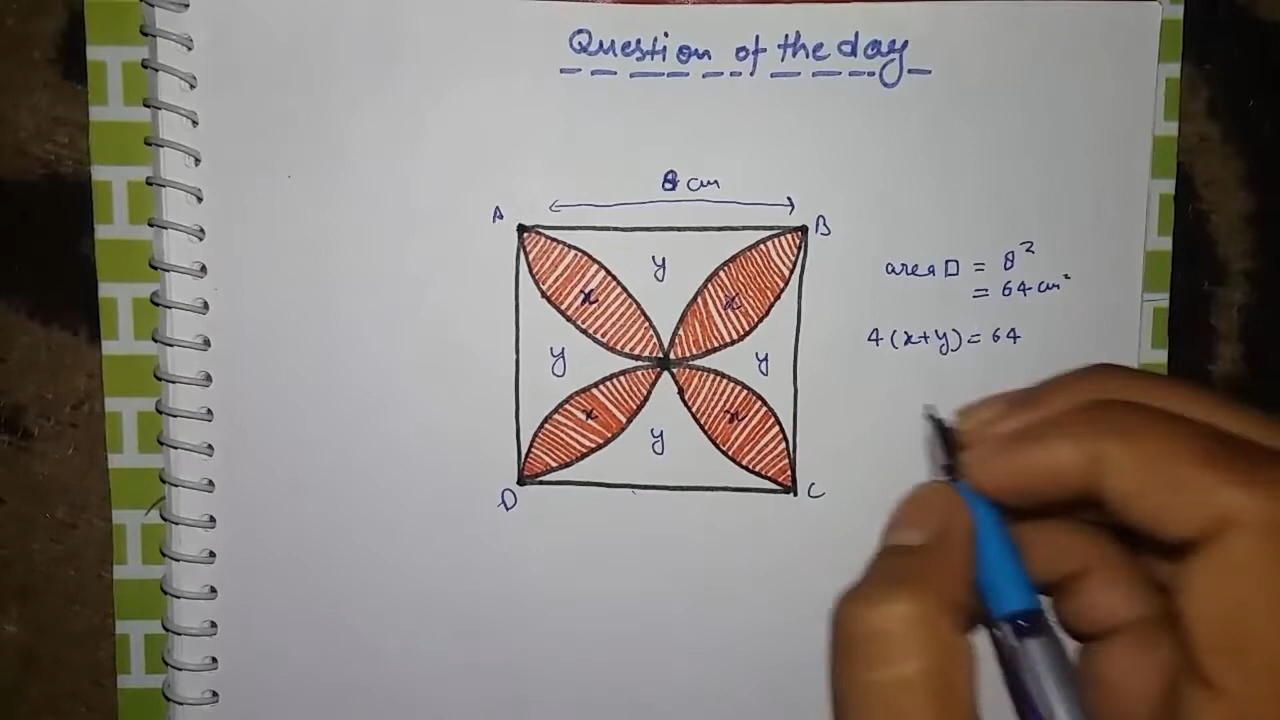 Question of the day
8 cm
A
B
y
x
x
area □ = 8²
= 64 cm²
4(x+y) = 64
y
y
x
x
y
D
C